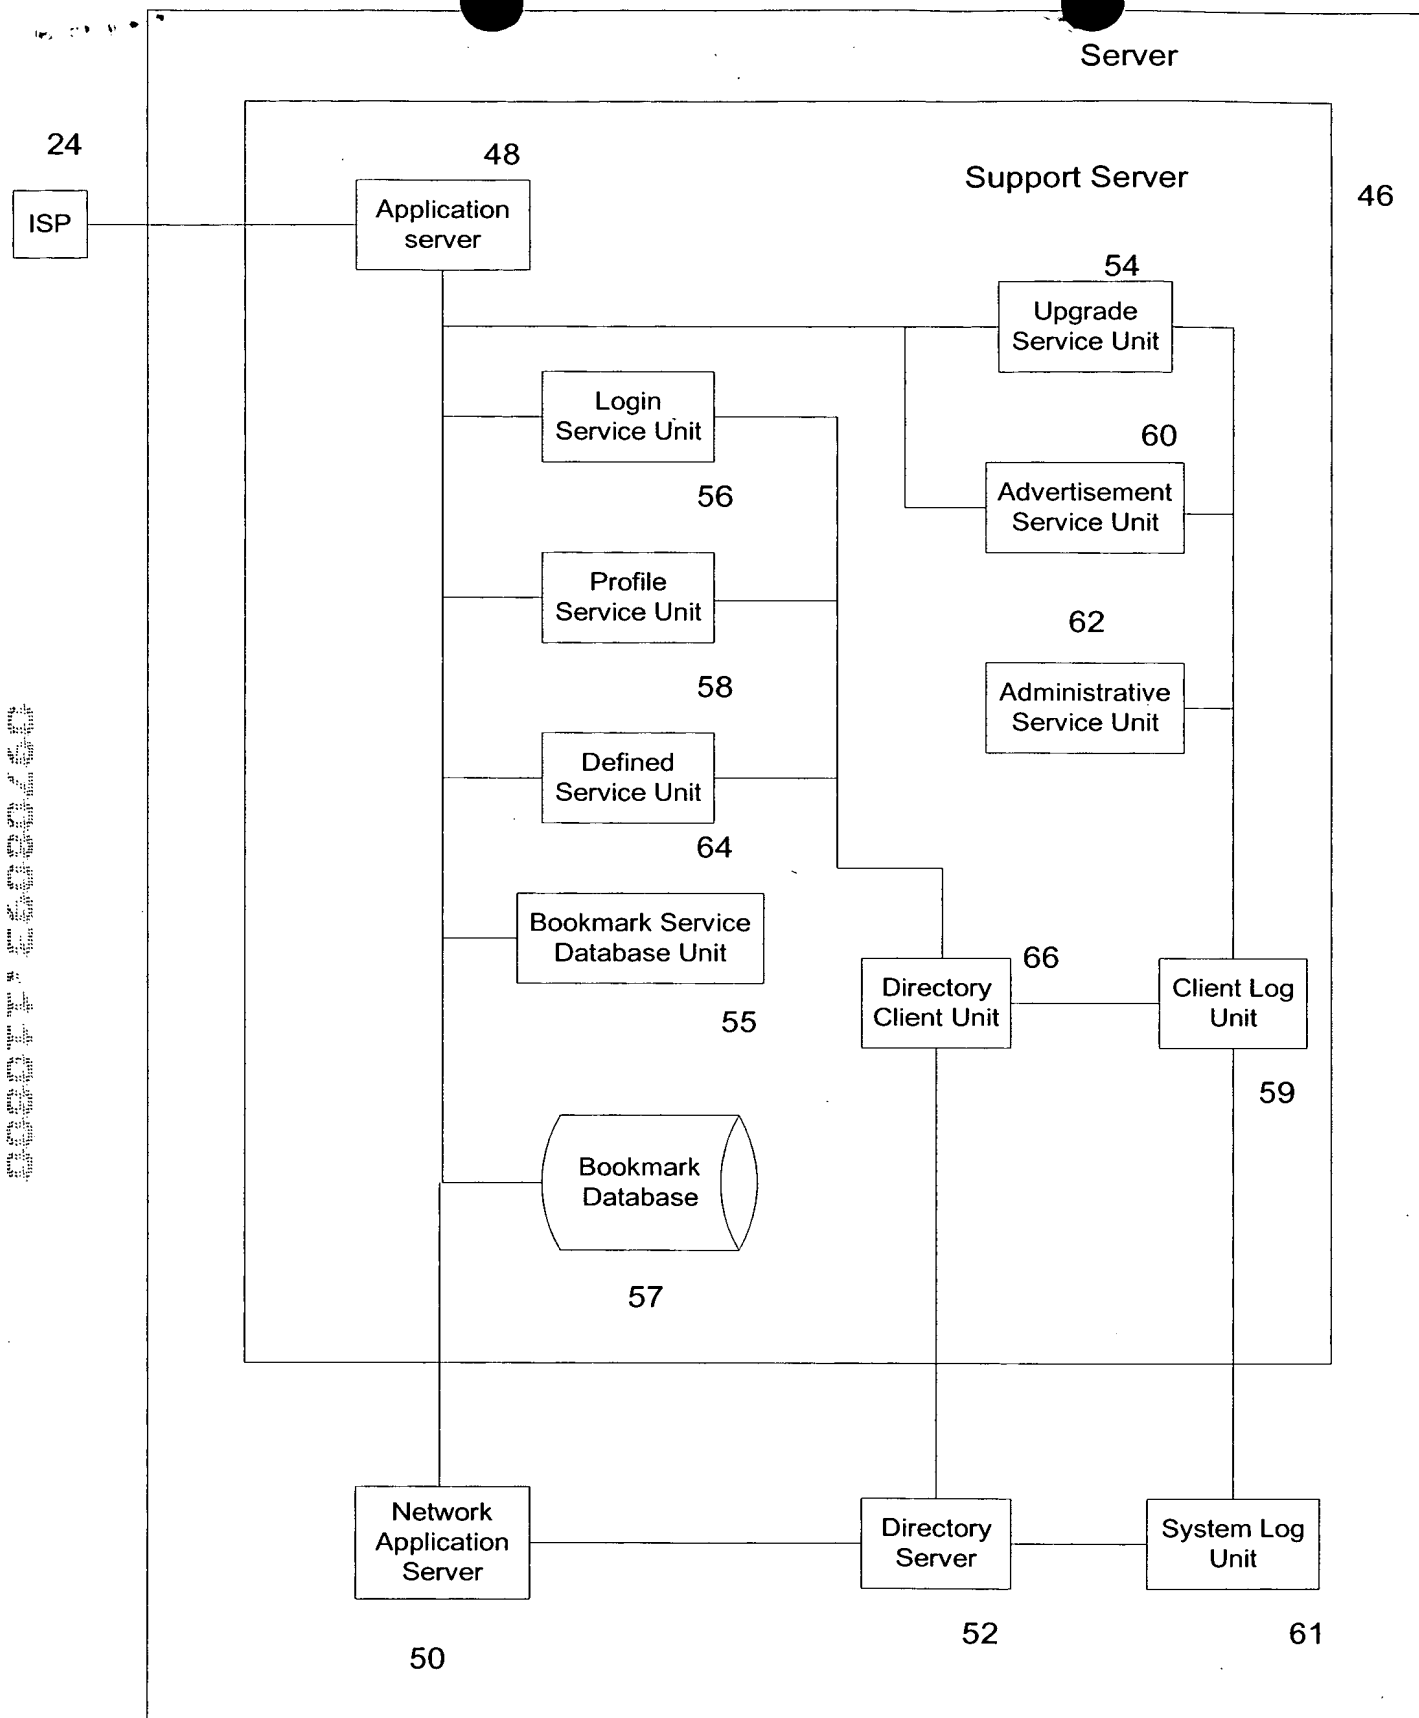 Server
24
48
Support Server
46
ISP
Application
server
54
Upgrade
Service Unit
Login
Service Unit
60
56
Advertisement
Service Unit
Profile
Service Unit
62
58
Administrative
Service Unit
Defined
Service Unit
64
Bookmark Service
Database Unit
66
55
Directory
Client Unit
Client Log
Unit
59
Bookmark
Database
57
Network
Application
Server
Directory
Server
System Log
Unit
52
61
50